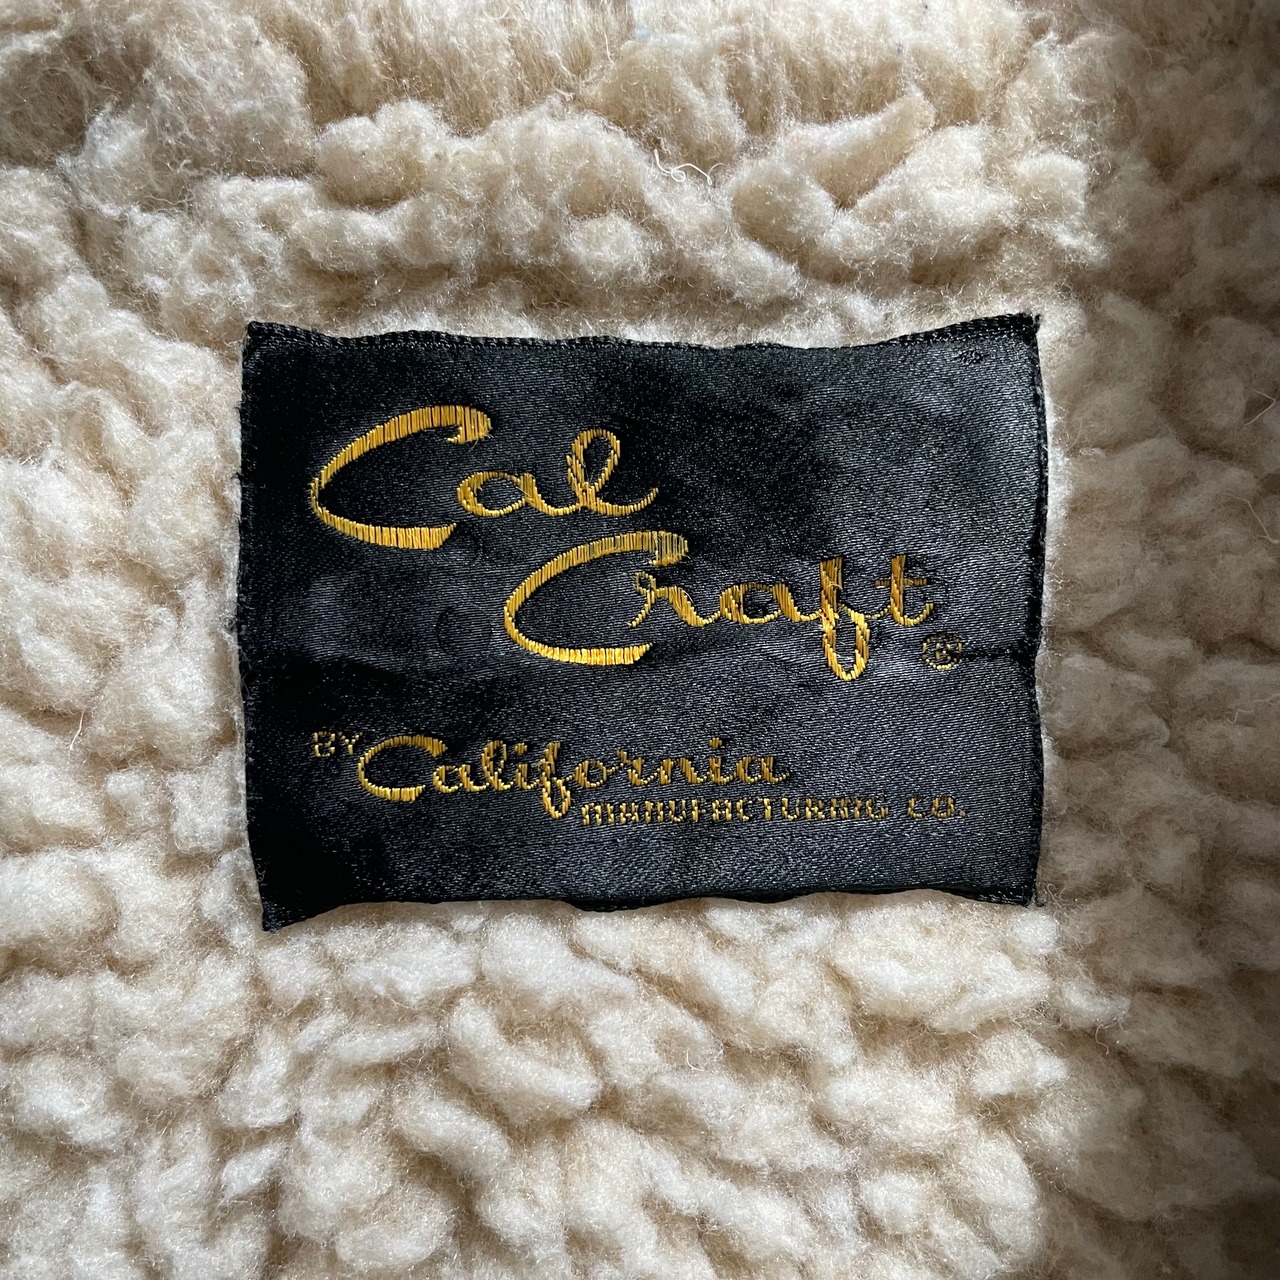 Cal
Craft®
BY California
MANUFACTURING CO.